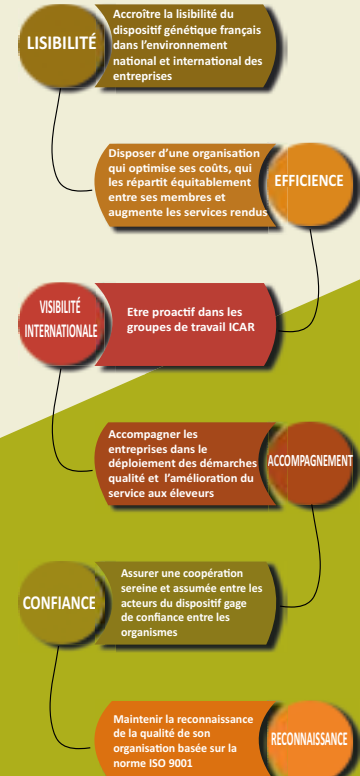 LISIBILITÉ
Accroître la lisibilité du
dispositif génétique français
dans l'environnement
national et international des
entreprises
Disposer d'une organisation
qui optimise ses coûts, qui
les répartit équitablement
entre ses membres et
augmente les services rendus
EFFICIENCE
VISIBILITÉ
INTERNATIONALE
Etre proactif dans les
groupes de travail ICAR
Accompagner les
entreprises dans le
déploiement des démarches
qualité et l'amélioration du
service aux éleveurs
ACCOMPAGNEMENT
CONFIANCE
Assurer une coopération
sereine et assumée entre les
acteurs du dispositif gage
de confiance entre les
organismes
Maintenir la reconnaissance
de la qualité de son
organisation basée sur la
norme ISO 9001
RECONNAISSANCE